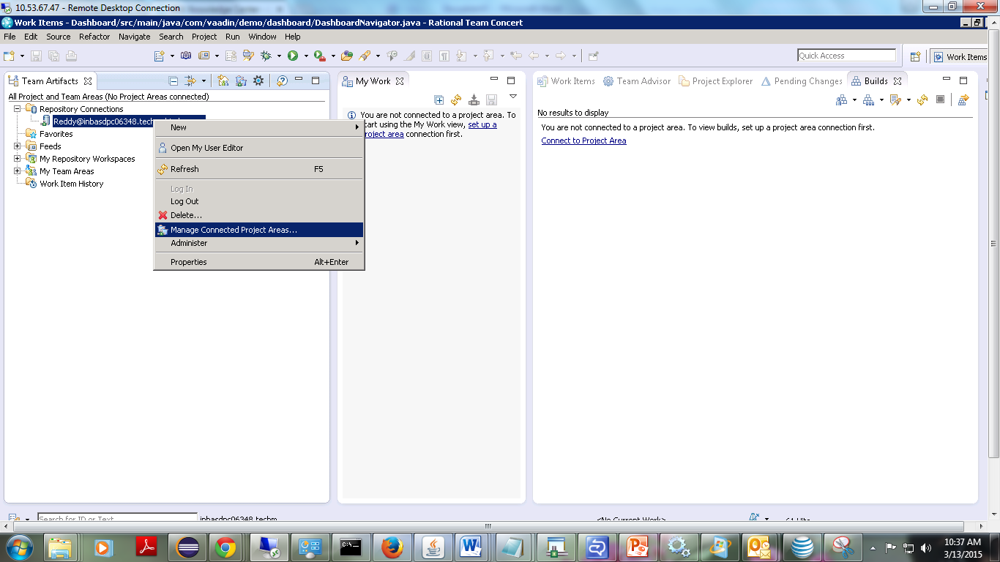 10.53.67.47 - Remote Desktop Connection
Work Items - Dashboard/src/main/java/com/vaadin/demo/dashboard/DashboardNavigator.java - Rational Team Concert
File Edit Source Refactor Navigate Search Project Run Window Help
Quick Access
Work Items
Team Artifacts
All Project and Team Areas (No Project Areas connected)
Repository Connections
Reddy@inbasdpc06348.tech
Favorites
Feeds
My Repository Workspaces
My Team Areas
Work Item History
New
Open My User Editor
Refresh F5
Log In
Log Out
Delete...
Manage Connected Project Areas...
Administer
Properties Alt+Enter
My Work
You are not connected to a project area. To
start using the My Work view, set up a
project area connection first.
Work Items Team Advisor Project Explorer Pending Changes Builds
No results to display
You are not connected to a project area. To view builds, set up a project area connection first.
Connect to Project Area
Search for ID or Text inbasdpc06348.techm <No Current Work> 61 Hits
C:\
10:37 AM
3/13/2015